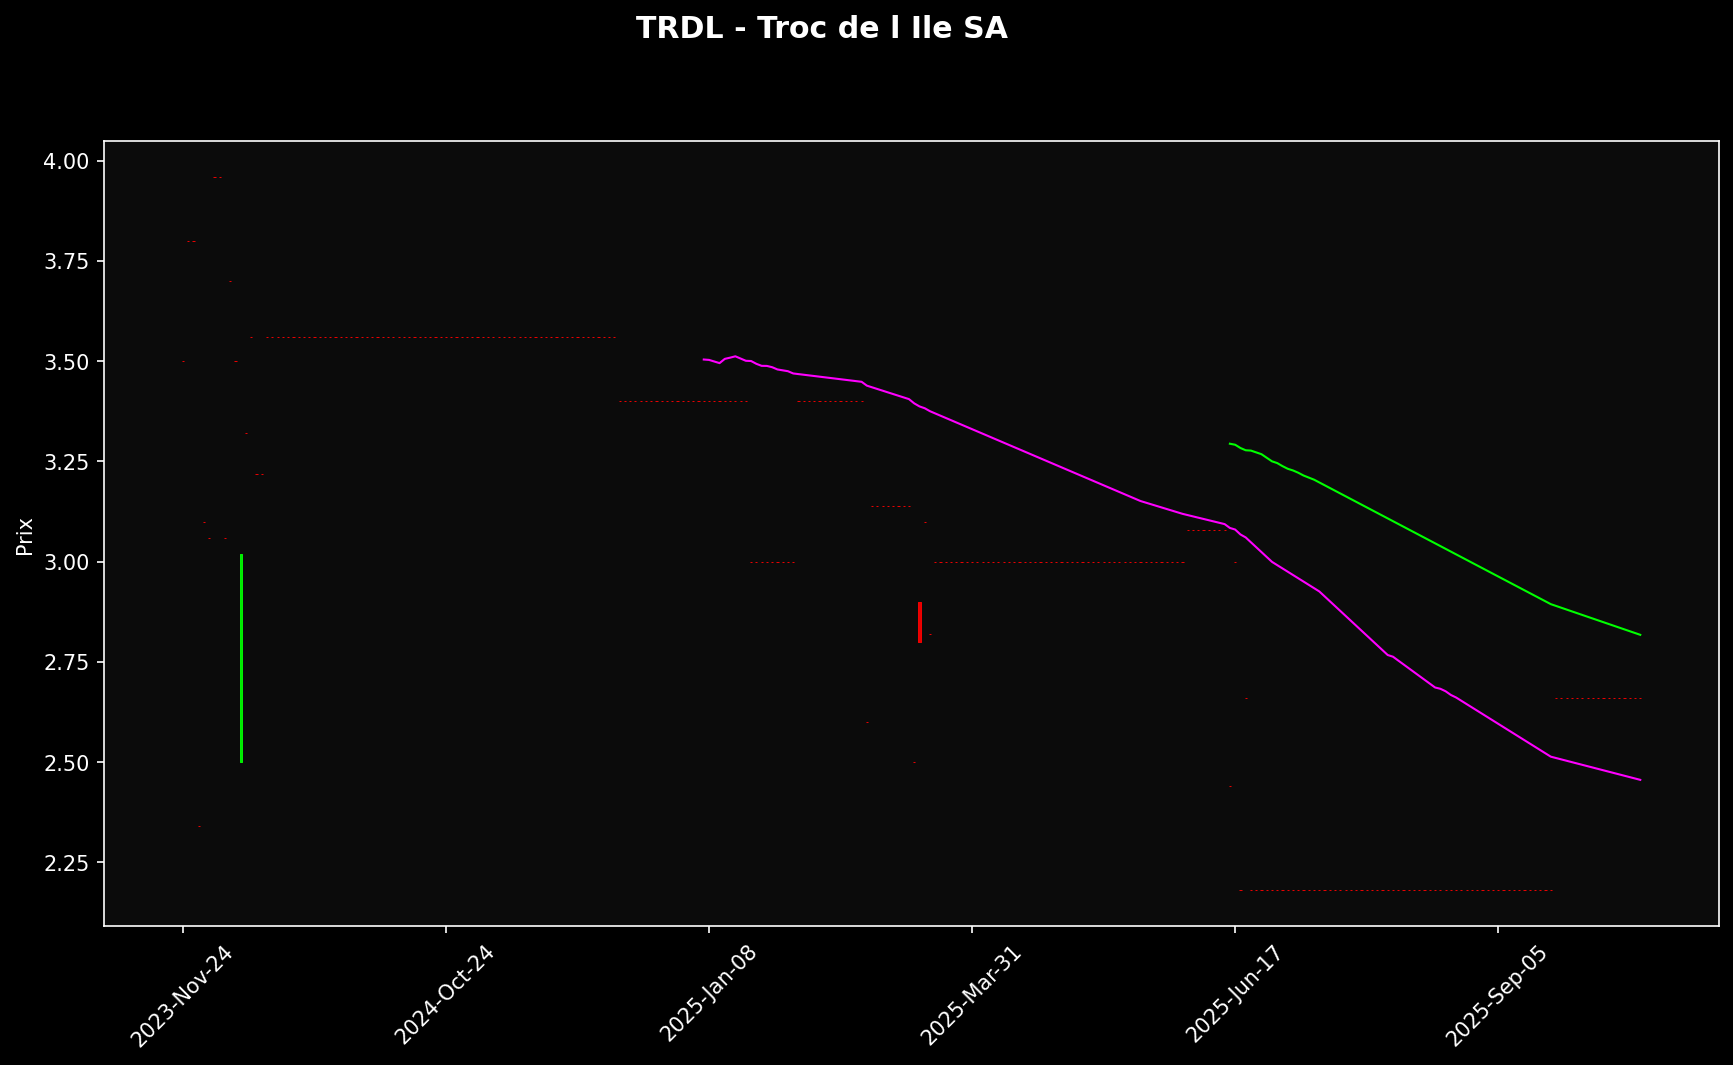 TRDL - Troc de l Ile SA
Prix
4.00
3.75
3.50
3.25
3.00
2.75
2.50
2.25
2023-Nov-24
2024-Oct-24
2025-Jan-08
2025-Mar-31
2025-Jun-17
2025-Sep-05